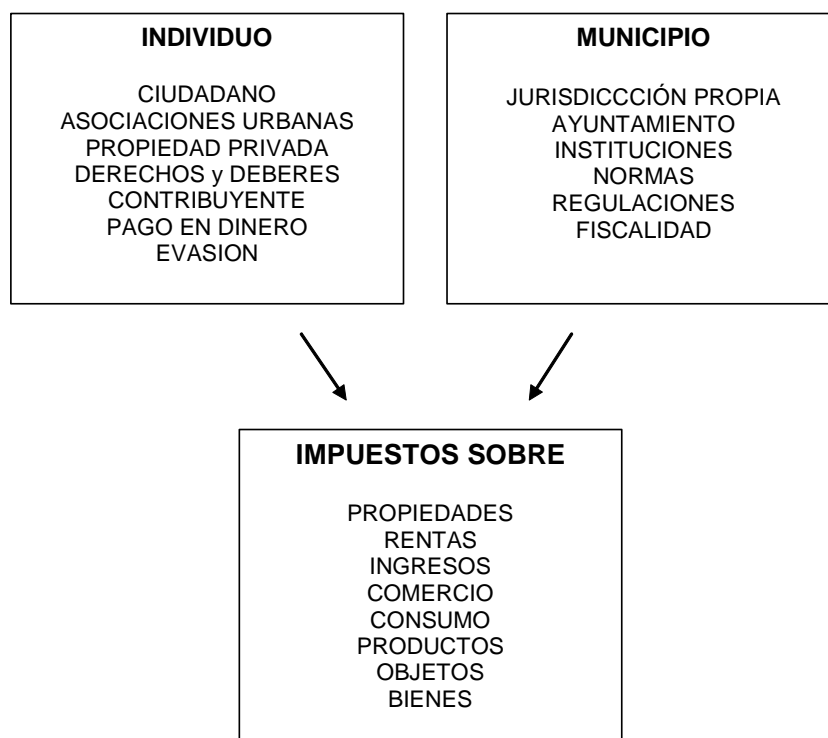 INDIVIDUO
CIUDADANO
ASOCIACIONES URBANAS
PROPIEDAD PRIVADA
DERECHOS y DEBERES
CONTRIBUYENTE
PAGO EN DINERO
EVASION
MUNICIPIO
JURISDICCCIÓN PROPIA
AYUNTAMIENTO
INSTITUCIONES
NORMAS
REGULACIONES
FISCALIDAD
IMPUESTOS SOBRE
PROPIEDADES
RENTAS
INGRESOS
COMERCIO
CONSUMO
PRODUCTOS
OBJETOS
BIENES